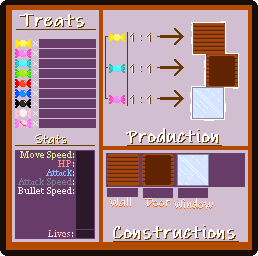 Treats
1:1
1:1
1:1
Production
Stats
Move Speed:
HP:
Attack:
Attack Speed:
Bullet Speed:
Lives:
Wall Door Window
Constructions